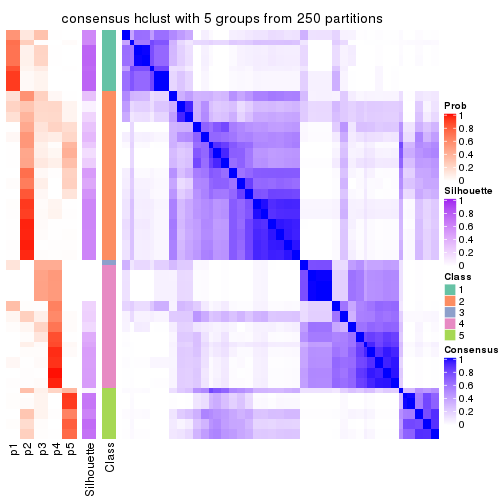 consensus hclust with 5 groups from 250 partitions
Prob
1
0.8
0.6
0.4
0.2
0
Silhouette
1
0.8
0.6
0.4
0.2
0
Class
1
2
3
4
5
Consensus
1
0.8
0.6
0.4
0.2
0
p1
p2
p3
p4
p5
Silhouette
Class